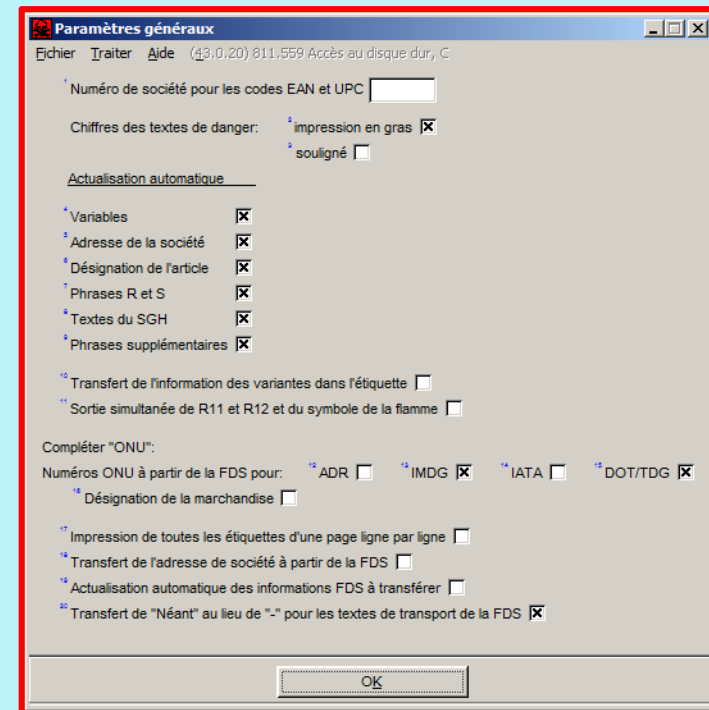 Paramètres généraux
Fichier Traiter Aide (43.0.20) 811.559 Accès au disque dur, C
1 Numéro de société pour les codes EAN et UPC
Chiffres des textes de danger: 2 impression en gras
3 souligné
Actualisation automatique
4 Variables
5 Adresse de la société
6 Désignation de l'article
7 Phrases R et S
8 Textes du SGH
9 Phrases supplémentaires
10 Transfert de l'information des variantes dans l'étiquette
11 Sortie simultanée de R11 et R12 et du symbole de la flamme
Compléter "ONU":
Numéros ONU à partir de la FDS pour: 12 ADR 13 IMDG 14 IATA 15 DOT/TDG
16 Désignation de la marchandise
17 Impression de toutes les étiquettes d'une page ligne par ligne
18 Transfert de l'adresse de société à partir de la FDS
19 Actualisation automatique des informations FDS à transférer
20 Transfert de "Néant" au lieu de "-" pour les textes de transport de la FDS
OK